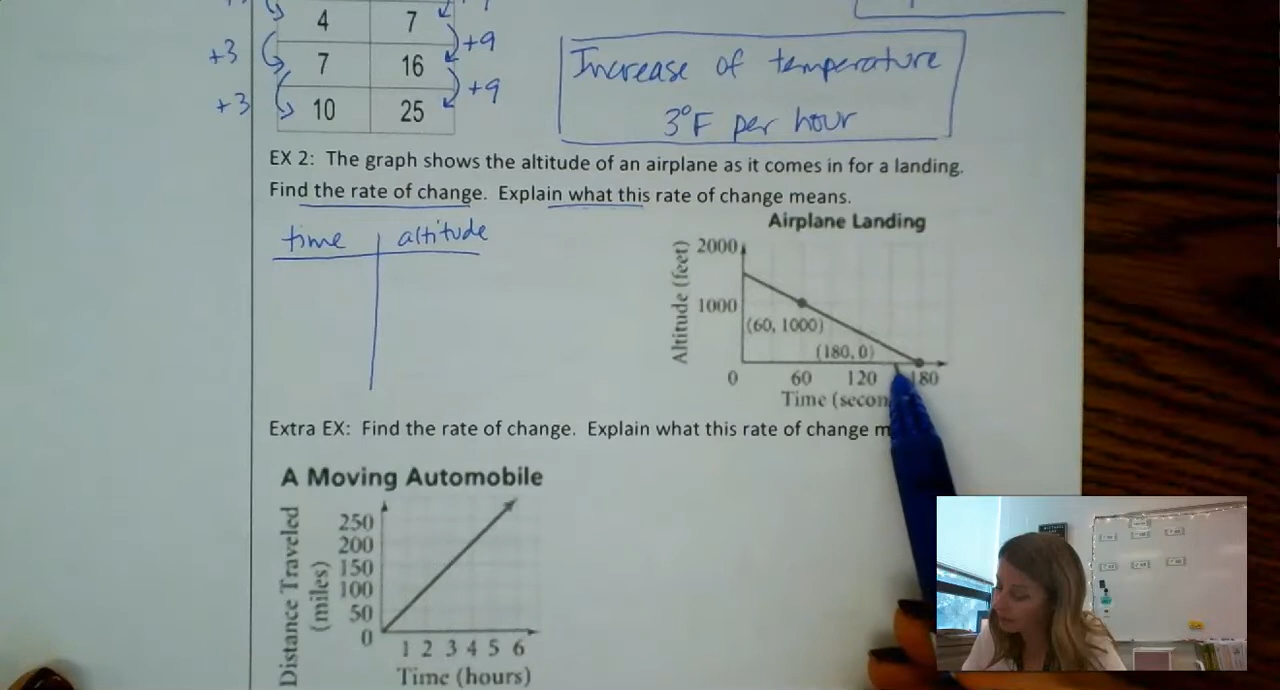 4 7
+9
+3 7 16
+9
+3 10 25
Increase of temperature
3°F per hour
EX 2: The graph shows the altitude of an airplane as it comes in for a landing.
Find the rate of change. Explain what this rate of change means.
time altitude
Airplane Landing
Altitude (feet)
2000
1000
(60, 1000)
(180, 0)
0 60 120 180
Time (secon
Extra EX: Find the rate of change. Explain what this rate of change m
A Moving Automobile
Distance Traveled
(miles)
250
200
150
100
50
0
1 2 3 4 5 6
Time (hours)